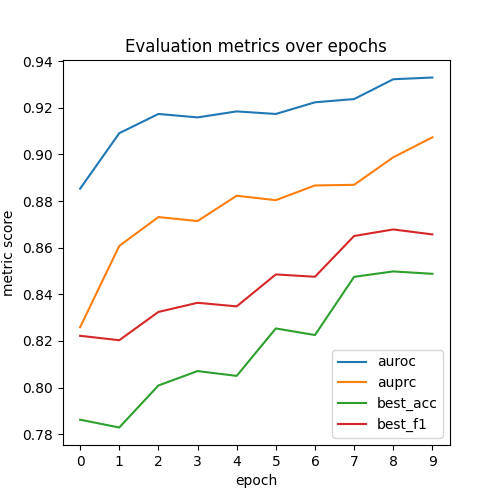 Evaluation metrics over epochs
metric score
0.94
0.92
0.90
0.88
0.86
0.84
0.82
0.80
0.78
auroc
auprc
best_acc
best_f1
0 1 2 3 4 5 6 7 8 9
epoch